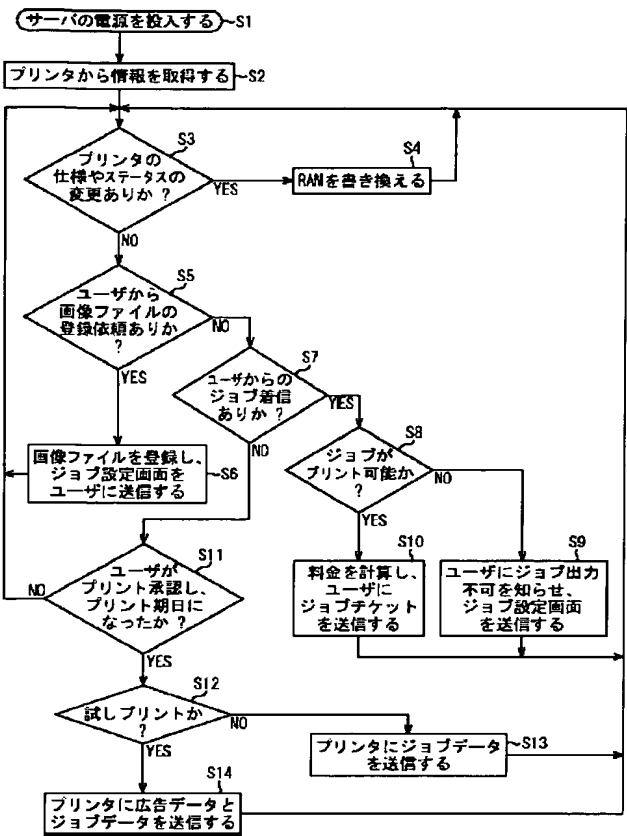 サーバの電源を投入する
S1
プリンタから情報を取得する
S2
プリンタの
仕様やステータスの
変更ありか ?
S3
YES
NO
RAMを書き換える
S4
ユーザから
画像ファイルの
登録依頼ありか
?
S5
NO
YES
画像ファイルを登録し、
ジョブ設定画面を
ユーザに送信する
S6
ユーザからの
ジョブ着信
ありか ?
S7
YES
NO
ジョブが
プリント可能か
?
S8
NO
YES
料金を計算し、
ユーザに
ジョブチケット
を送信する
S10
ユーザにジョブ出力
不可を知らせ、
ジョブ設定画面
を送信する
S9
ユーザが
プリント承認し、
プリント期日に
なったか ?
S11
NO
YES
試しプリントか
?
S12
NO
YES
プリンタにジョブデータ
を送信する
S13
プリンタに広告データと
ジョブデータを送信する
S14